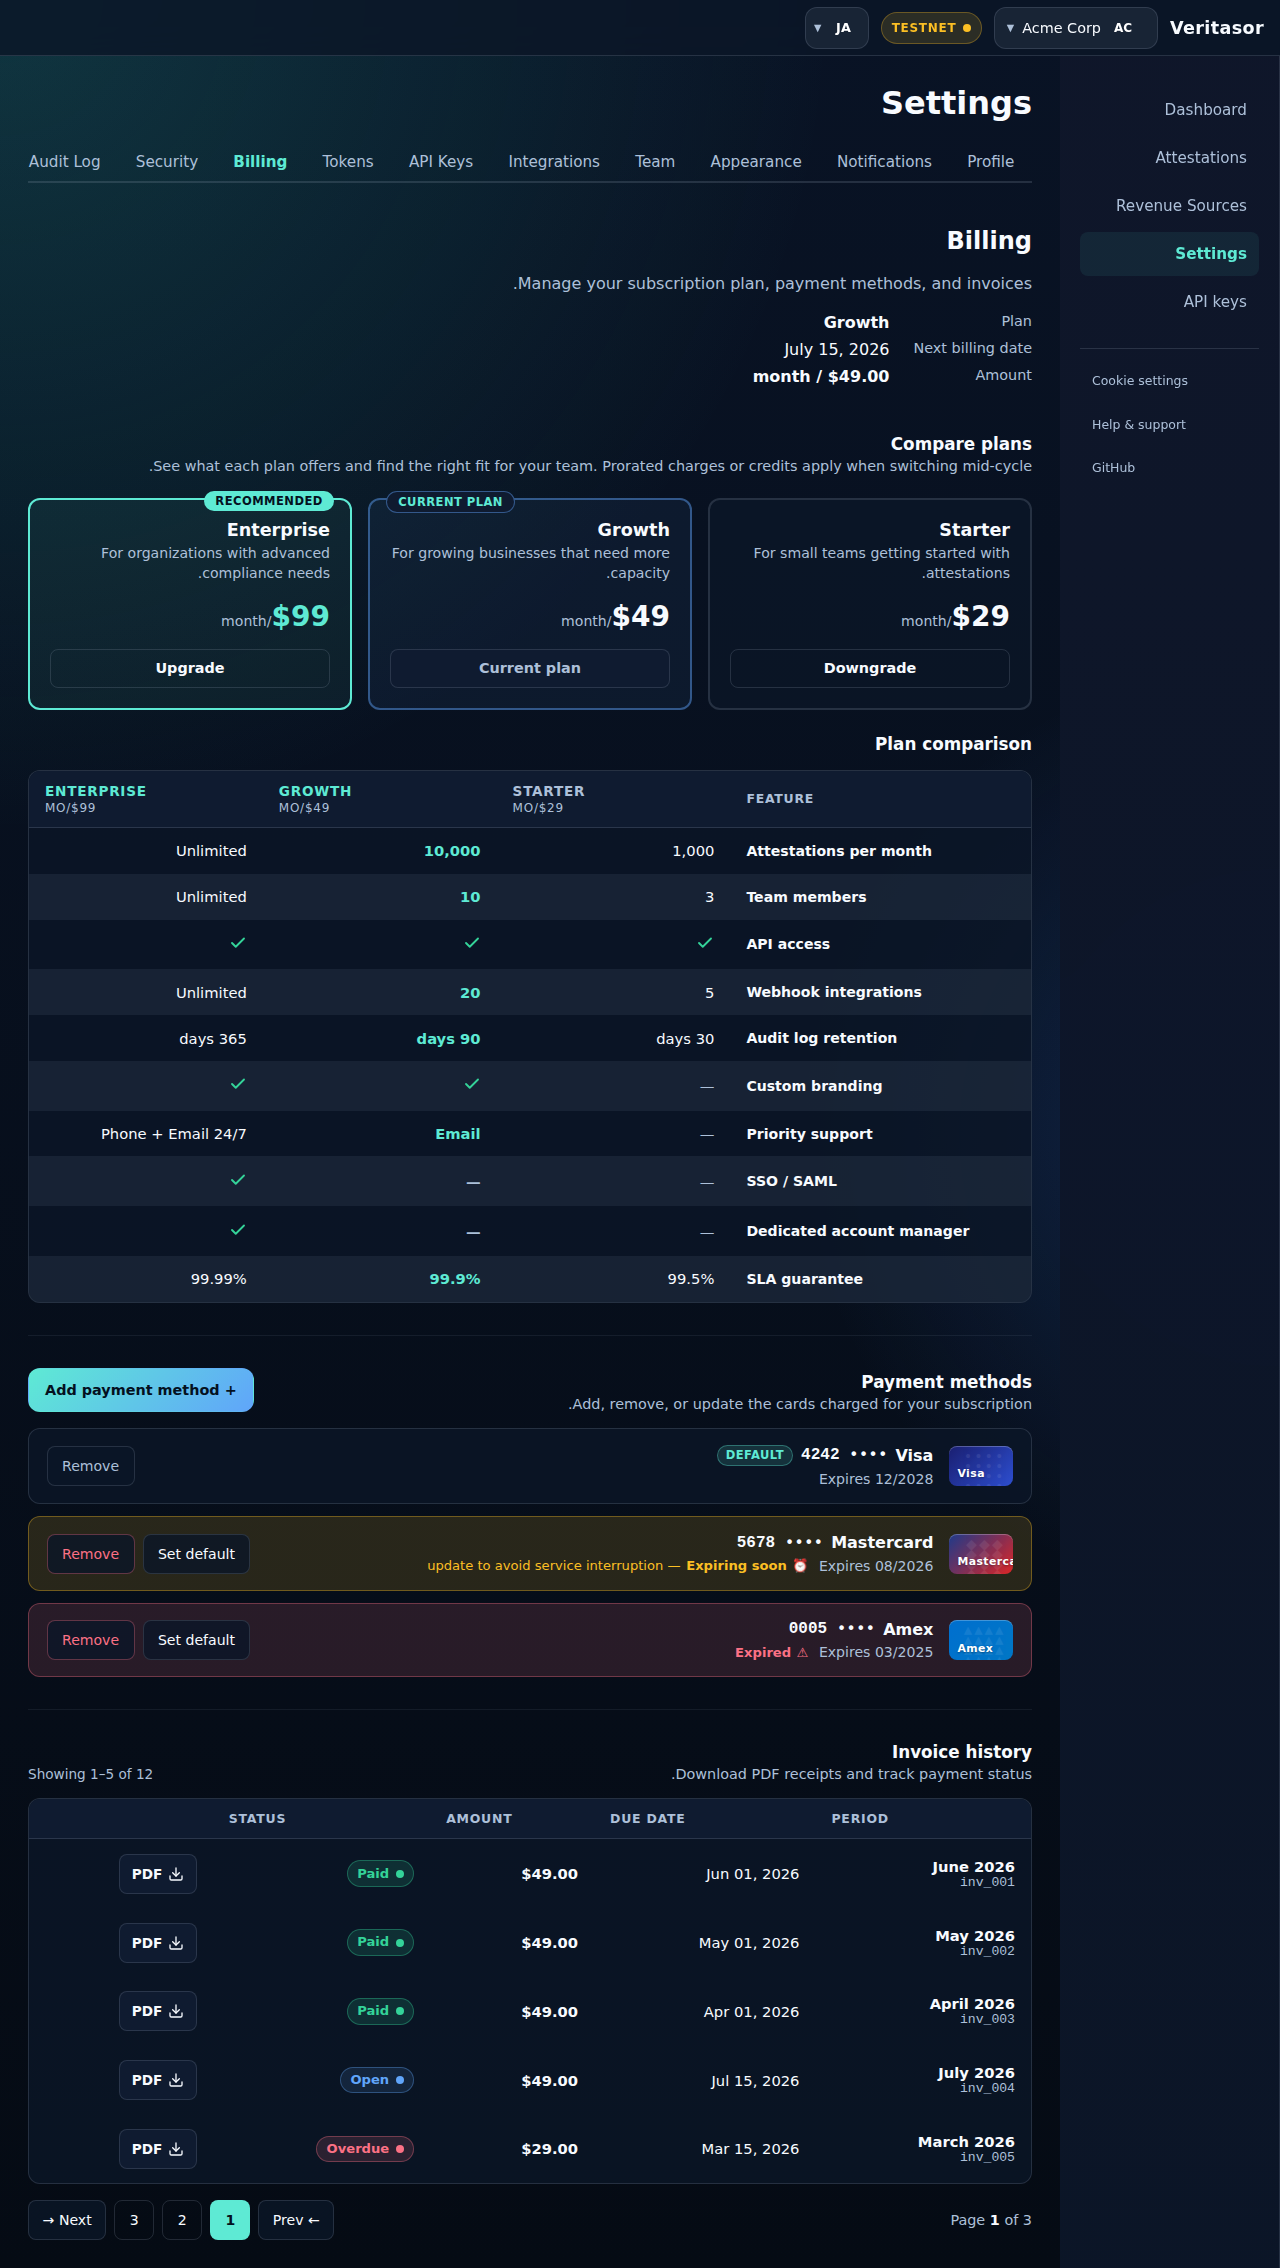 Veritasor
Acme Corp AC ▼
TESTNET
JA ▼
Dashboard
Attestations
Revenue Sources
Settings
API keys
Cookie settings
Help & support
GitHub
Settings
Profile
Notifications
Appearance
Team
Integrations
API Keys
Tokens
Billing
Security
Audit Log
Billing
.Manage your subscription plan, payment methods, and invoices
Plan
Growth
Next billing date
July 15, 2026
Amount
month / $49.00
Compare plans
.See what each plan offers and find the right fit for your team. Prorated charges or credits apply when switching mid-cycle
Starter
For small teams getting started with
.attestations
month/$29
Downgrade
CURRENT PLAN
Growth
For growing businesses that need more
.capacity
month/$49
Current plan
RECOMMENDED
Enterprise
For organizations with advanced
.compliance needs
month/$99
Upgrade
Plan comparison
FEATURE
STARTER
MO/$29
GROWTH
MO/$49
ENTERPRISE
MO/$99
Attestations per month 1,000 10,000 Unlimited
Team members 3 10 Unlimited
API access ✓ ✓ ✓
Webhook integrations 5 20 Unlimited
Audit log retention days 30 days 90 days 365
Custom branding — ✓ ✓
Priority support — Email Phone + Email 24/7
SSO / SAML — — ✓
Dedicated account manager — — ✓
SLA guarantee 99.5% 99.9% 99.99%
Payment methods
.Add, remove, or update the cards charged for your subscription
Add payment method +
Visa
4242 •••• Visa
DEFAULT
Expires 12/2028
Remove
Masterca
5678 •••• Mastercard
Expires 08/2026
update to avoid service interruption — Expiring soon ⏰
Set default
Remove
Amex
0005 •••• Amex
Expires 03/2025
Expired ⚠
Set default
Remove
Invoice history
.Download PDF receipts and track payment status
Showing 1–5 of 12
PERIOD DUE DATE AMOUNT STATUS
June 2026
inv_001
Jun 01, 2026
$49.00
Paid
PDF
May 2026
inv_002
May 01, 2026
$49.00
Paid
PDF
April 2026
inv_003
Apr 01, 2026
$49.00
Paid
PDF
July 2026
inv_004
Jul 15, 2026
$49.00
Open
PDF
March 2026
inv_005
Mar 15, 2026
$29.00
Overdue
PDF
Page 1 of 3
Prev ←
1
2
3
→ Next